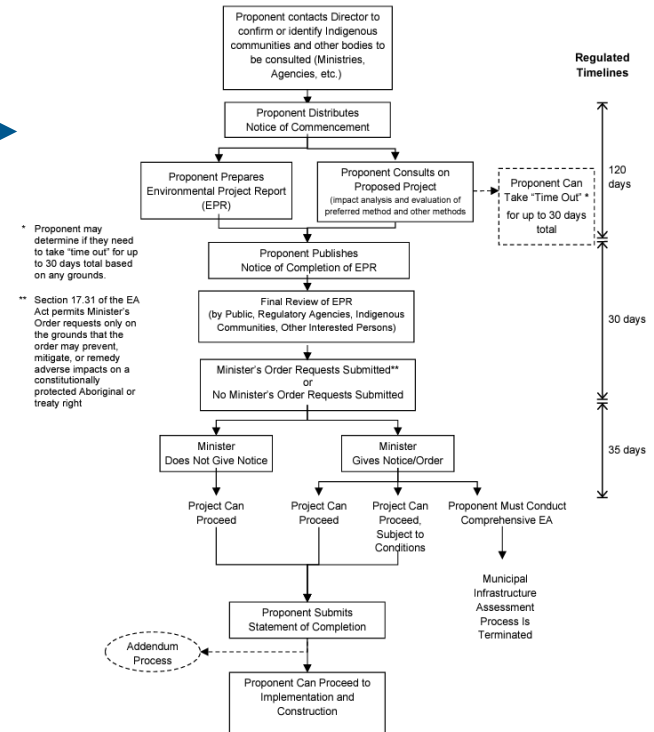 Proponent contacts Director to
confirm or identify Indigenous
communities and other bodies to
be consulted (Ministries,
Agencies, etc.)
Regulated
Timelines
Proponent Distributes
Notice of Commencement
Proponent Prepares
Environmental Project Report
(EPR)
Proponent Consults on
Proposed Project
(impact analysis and evaluation of
preferred method and other methods
Proponent Can
Take “Time Out” *
for up to 30 days
total
120
days
* Proponent may
determine if they need
to take “time out” for up
to 30 days total based
on any grounds.
Proponent Publishes
Notice of Completion of EPR
** Section 17.31 of the EA
Act permits Minister’s
Order requests only on
the grounds that the
order may prevent,
mitigate, or remedy
adverse impacts on a
constitutionally
protected Aboriginal or
treaty right
Final Review of EPR
(by Public, Regulatory Agencies, Indigenous
Communities, Other Interested Persons)
30 days
Minister’s Order Requests Submitted**
or
No Minister’s Order Requests Submitted
Minister
Does Not Give Notice
Minister
Gives Notice/Order
35 days
Project Can
Proceed
Project Can
Proceed
Project Can
Proceed,
Subject to
Conditions
Proponent Must Conduct
Comprehensive EA
Municipal
Infrastructure
Assessment
Process Is
Terminated
Proponent Submits
Statement of Completion
Addendum
Process
Proponent Can Proceed to
Implementation and
Construction